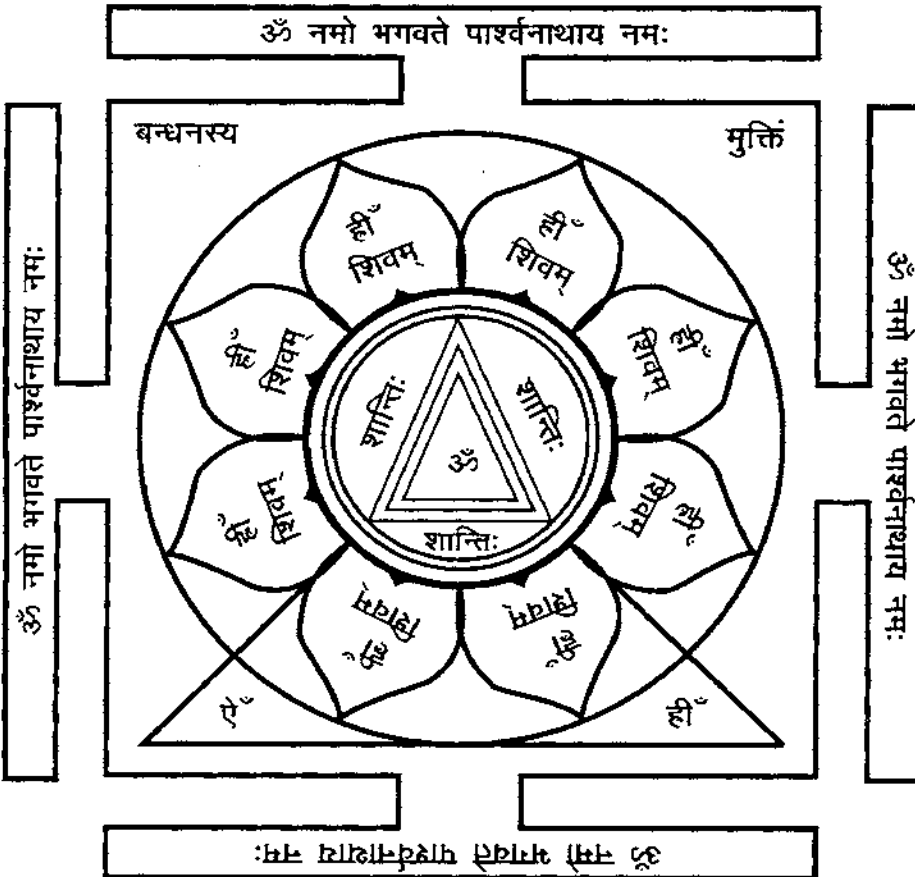 ॐ नमो भगवते पार्श्वनाथाय नमः
बन्धनस्य
मुक्तिं
ॐ नमो भगवते पार्श्वनाथाय नमः
ॐ नमो भगवते पार्श्वनाथाय नमः
ह्रीँ
शिवम्
ह्रीँ
शिवम्
ह्रीँ
शिवम्
ह्रीँ
शिवम्
शान्तिः
शान्तिः
ॐ
शान्तिः
ह्रीँ
शिवम्
ह्रीँ
शिवम्
ह्रीँ
शिवम्
ह्रीँ
शिवम्
ऐँ
ह्रीँ
ॐ नमो भगवते पार्श्वनाथाय नमः